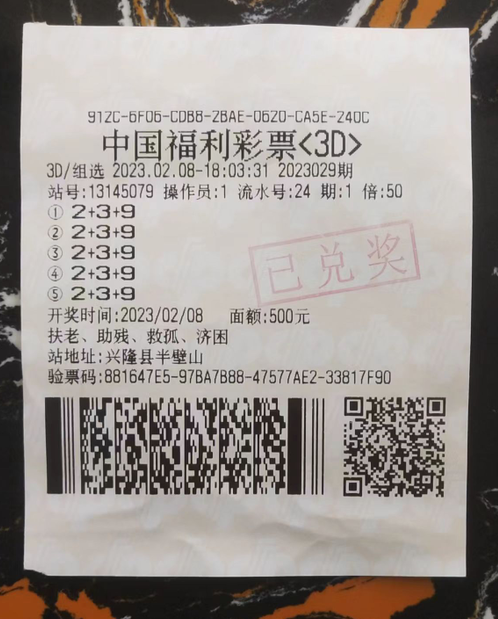 912C-6F06-CDB8-2BAE-0620-CA5E-240C
中国福利彩票<3D>
3D/组选 2023.02.08-18:03:31 2023029期
站号:13145079 操作员:1 流水号:24 期:1 倍:50
① 2+3+9
② 2+3+9
③ 2+3+9
④ 2+3+9
⑤ 2+3+9
已兑奖
开奖时间:2023/02/08 面额:500元
扶老、助残、救孤、济困
站地址:兴隆县半壁山
验票码:881647E5-97BA7B88-47577AE2-33817F90